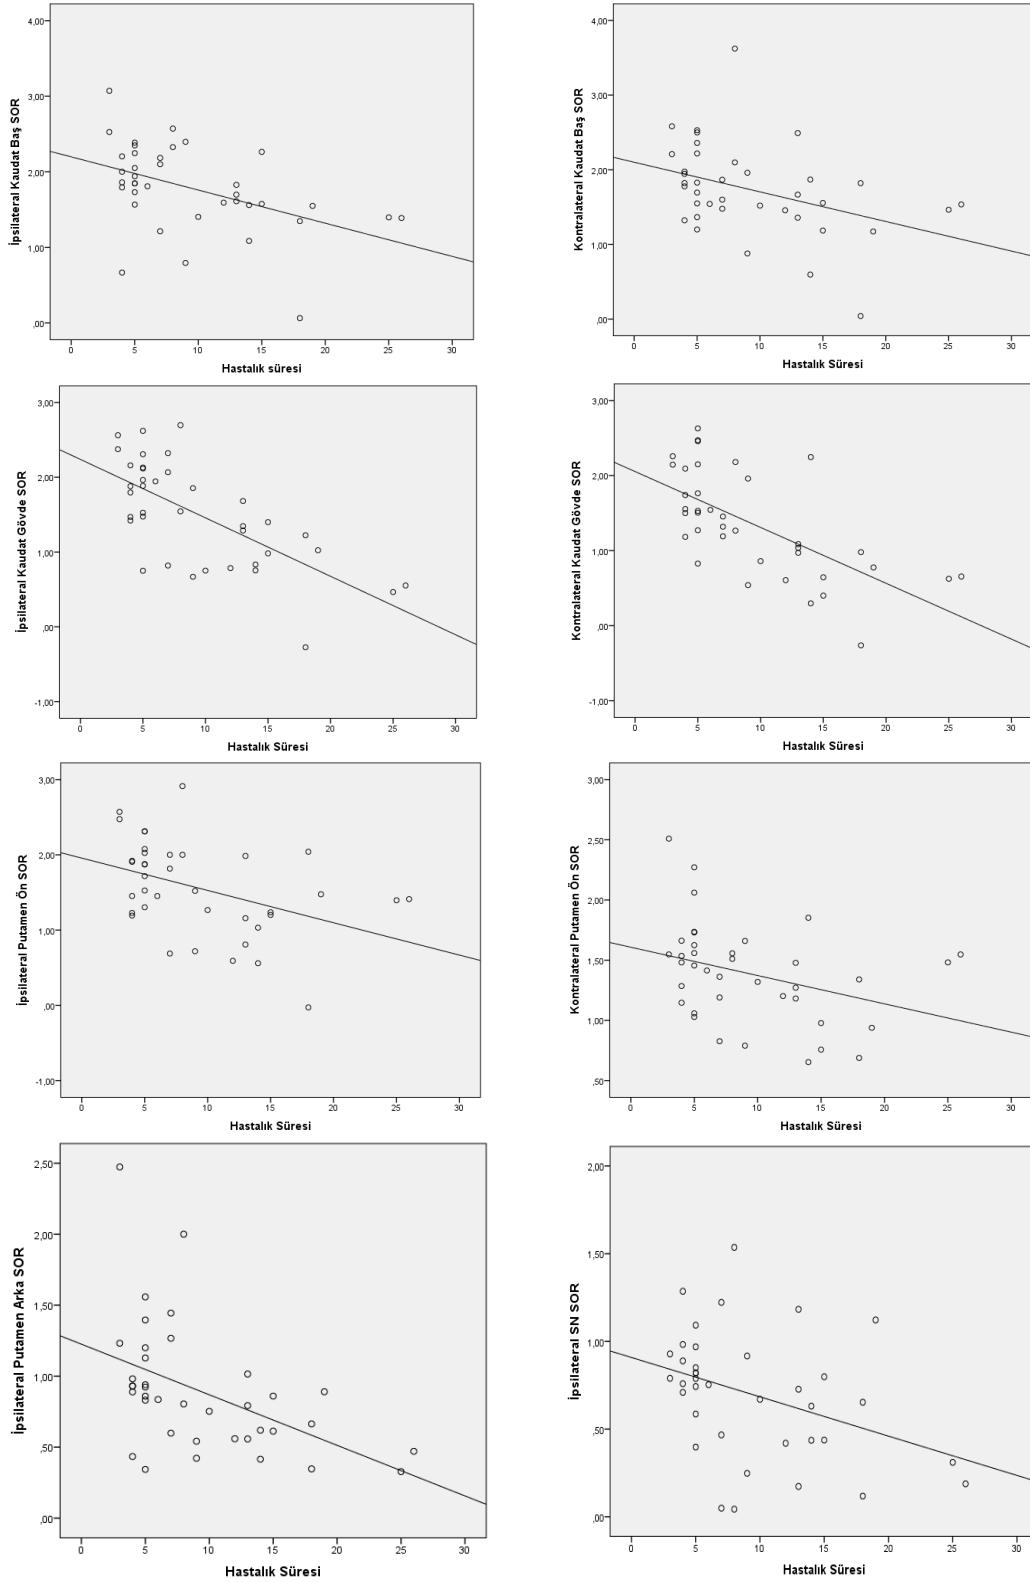 4,00
3,00
2,00
1,00
,00
İpsilateral Kaudat Baş SOR
0 5 10 15 20 25 30
Hastalık süresi
4,00
3,00
2,00
1,00
,00
Kontralateral Kaudat Baş SOR
0 5 10 15 20 25 30
Hastalık Süresi
3,00
2,00
1,00
,00
-1,00
İpsilateral Kaudat Gövde SOR
0 5 10 15 20 25 30
Hastalık Süresi
3,00
2,00
1,00
,00
-1,00
Kontralateral Kaudat Gövde SOR
0 5 10 15 20 25 30
Hastalık Süresi
3,00
2,00
1,00
,00
-1,00
İpsilateral Putamen Ön SOR
0 5 10 15 20 25 30
Hastalık Süresi
3,00
2,50
2,00
1,50
1,00
,50
Kontralateral Putamen Ön SOR
0 5 10 15 20 25 30
Hastalık Süresi
2,50
2,00
1,50
1,00
,50
,00
İpsilateral Putamen Arka SOR
0 5 10 15 20 25 30
Hastalık Süresi
2,00
1,50
1,00
,50
,00
İpsilateral SN SOR
0 5 10 15 20 25 30
Hastalık Süresi